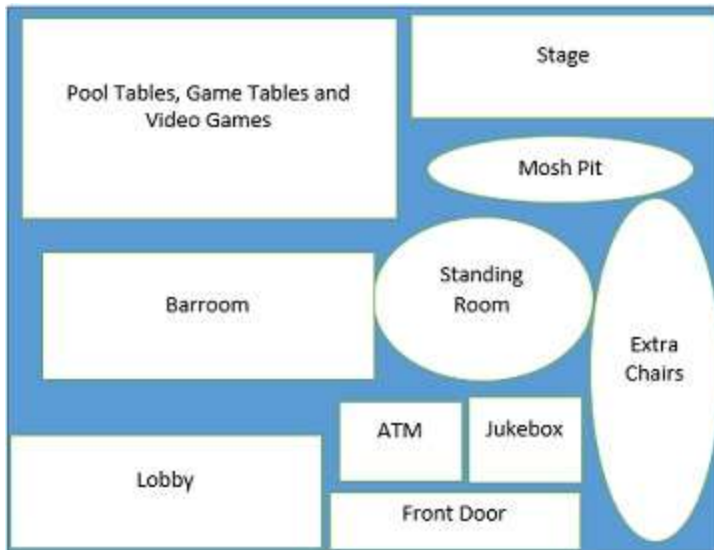 Pool Tables, Game Tables and
Video Games
Stage
Mosh Pit
Barroom
Standing
Room
Extra
Chairs
ATM
Jukebox
Lobby
Front Door